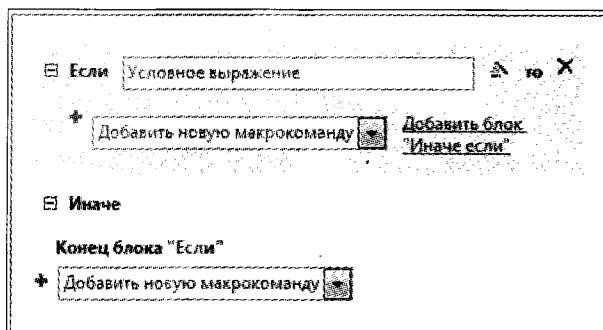 Если Условное выражение то
Добавить новую макрокоманду Добавить блок
"Иначе если"
Иначе
Конец блока "Если"
Добавить новую макрокоманду